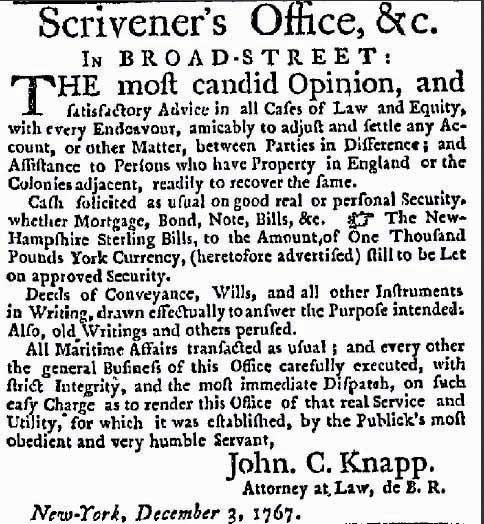 Scrivener's Office, &c.
IN BROAD-STREET:
THE moſt candid Opinion, and
ſatisfactory Advice in all Caſes of Law and Equity,
with every Endeavour, amicably to adjuſt and ſettle any Ac-
count, or other Matter, between Parties in Difference; and
Aſſiſtance to Perſons who have Property in England or the
Colonies adjacent, readily to recover the ſame.
Caſh ſolicited as uſual on good real or perſonal Security,
whether Mortgage, Bond, Note, Bills, &c. ☞ The New-
Hampſhire Sterling Bills, to the Amount, of One Thouſand
Pounds York Currency, (heretofore advertiſed) ſtill to be Let
on approved Security.
Deeds of Conveyance, Wills, and all other Inſtruments
in Writing, drawn effectually to anſwer the Purpoſe intended:
Alſo, old Writings and others peruſed.
All Maritime Affairs tranſacted as uſual; and every other
the general Buſineſs of this Office carefully executed, with
ſtrict Integrity, and the moſt immediate Diſpatch, on ſuch
eaſy Charge as to render this Office of that real Service and
Utility, for which it was eſtabliſhed, by the Publick's moſt
obedient and very humble Servant,
John. C. Knapp.
Attorney at Law, de B. R.
New-York, December 3, 1767.